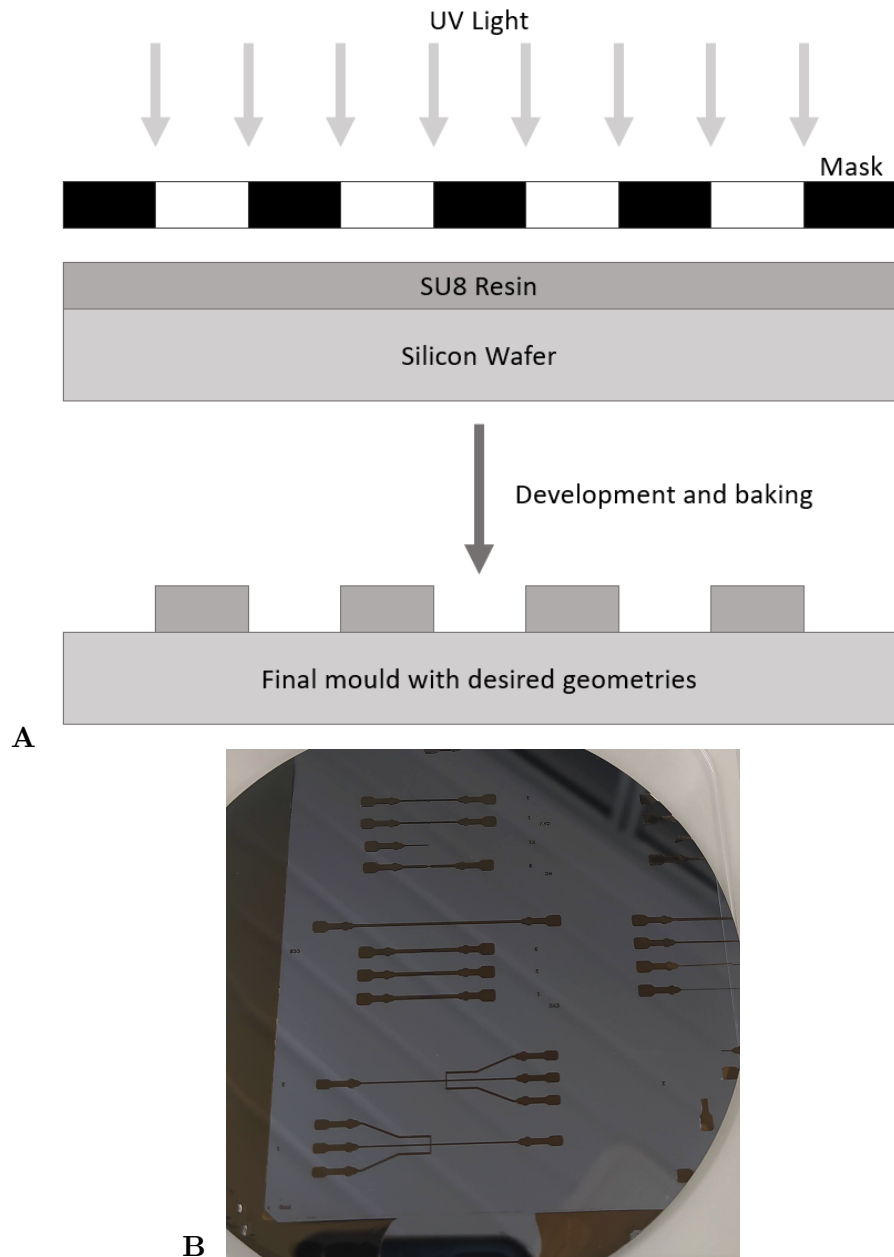 UV Light
Mask
SU8 Resin
Silicon Wafer
Development and baking
Final mould with desired geometries
A
B